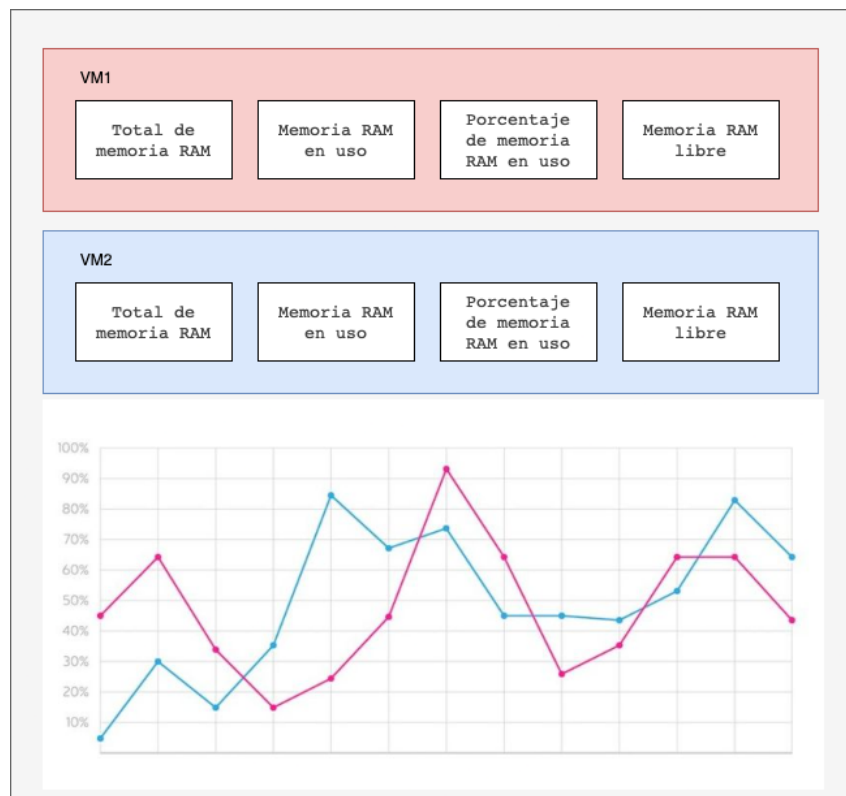 VM1
Total de
memoria RAM
Memoria RAM
en uso
Porcentaje
de memoria
RAM en uso
Memoria RAM
libre
VM2
Total de
memoria RAM
Memoria RAM
en uso
Porcentaje
de memoria
RAM en uso
Memoria RAM
libre
100%
90%
80%
70%
60%
50%
40%
30%
20%
10%